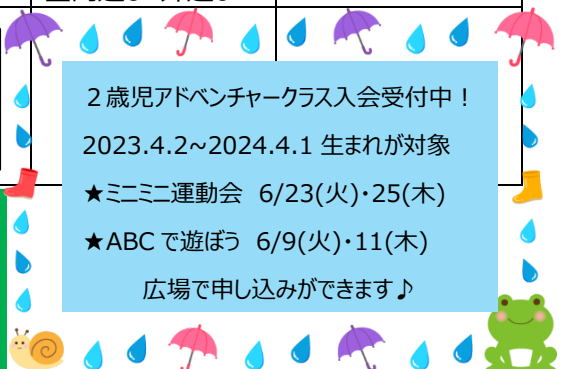 ２歳児アドベンチャークラス入会受付中！
2023.4.2~2024.4.1 生まれが対象
★ミニミニ運動会 6/23(火)・25(木)
★ABC で遊ぼう 6/9(火)・11(木)
広場で申し込みができます♪